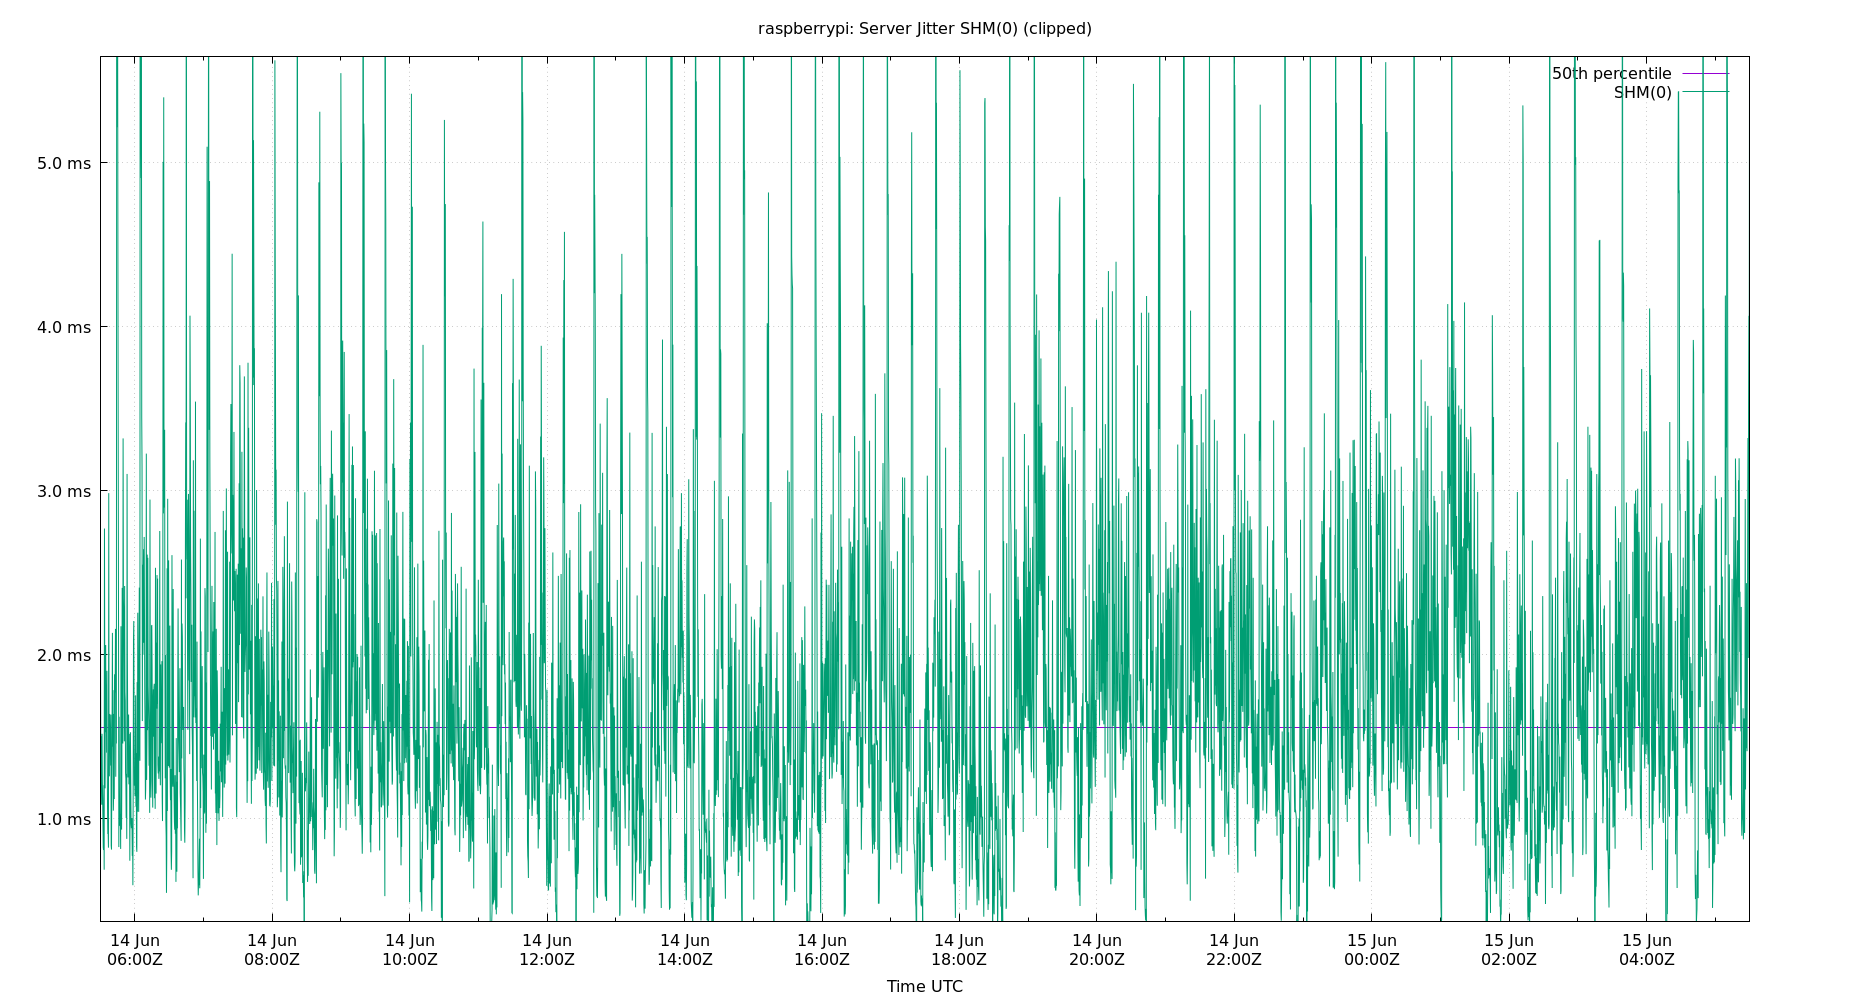 raspberrypi: Server Jitter SHM(0) (clipped)
50th percentile
SHM(0)
5.0 ms
4.0 ms
3.0 ms
2.0 ms
1.0 ms
14 Jun 14 Jun 14 Jun 14 Jun 14 Jun 14 Jun 14 Jun 14 Jun 14 Jun 15 Jun 15 Jun 15 Jun
06:00Z 08:00Z 10:00Z 12:00Z 14:00Z 16:00Z 18:00Z 20:00Z 22:00Z 00:00Z 02:00Z 04:00Z
Time UTC